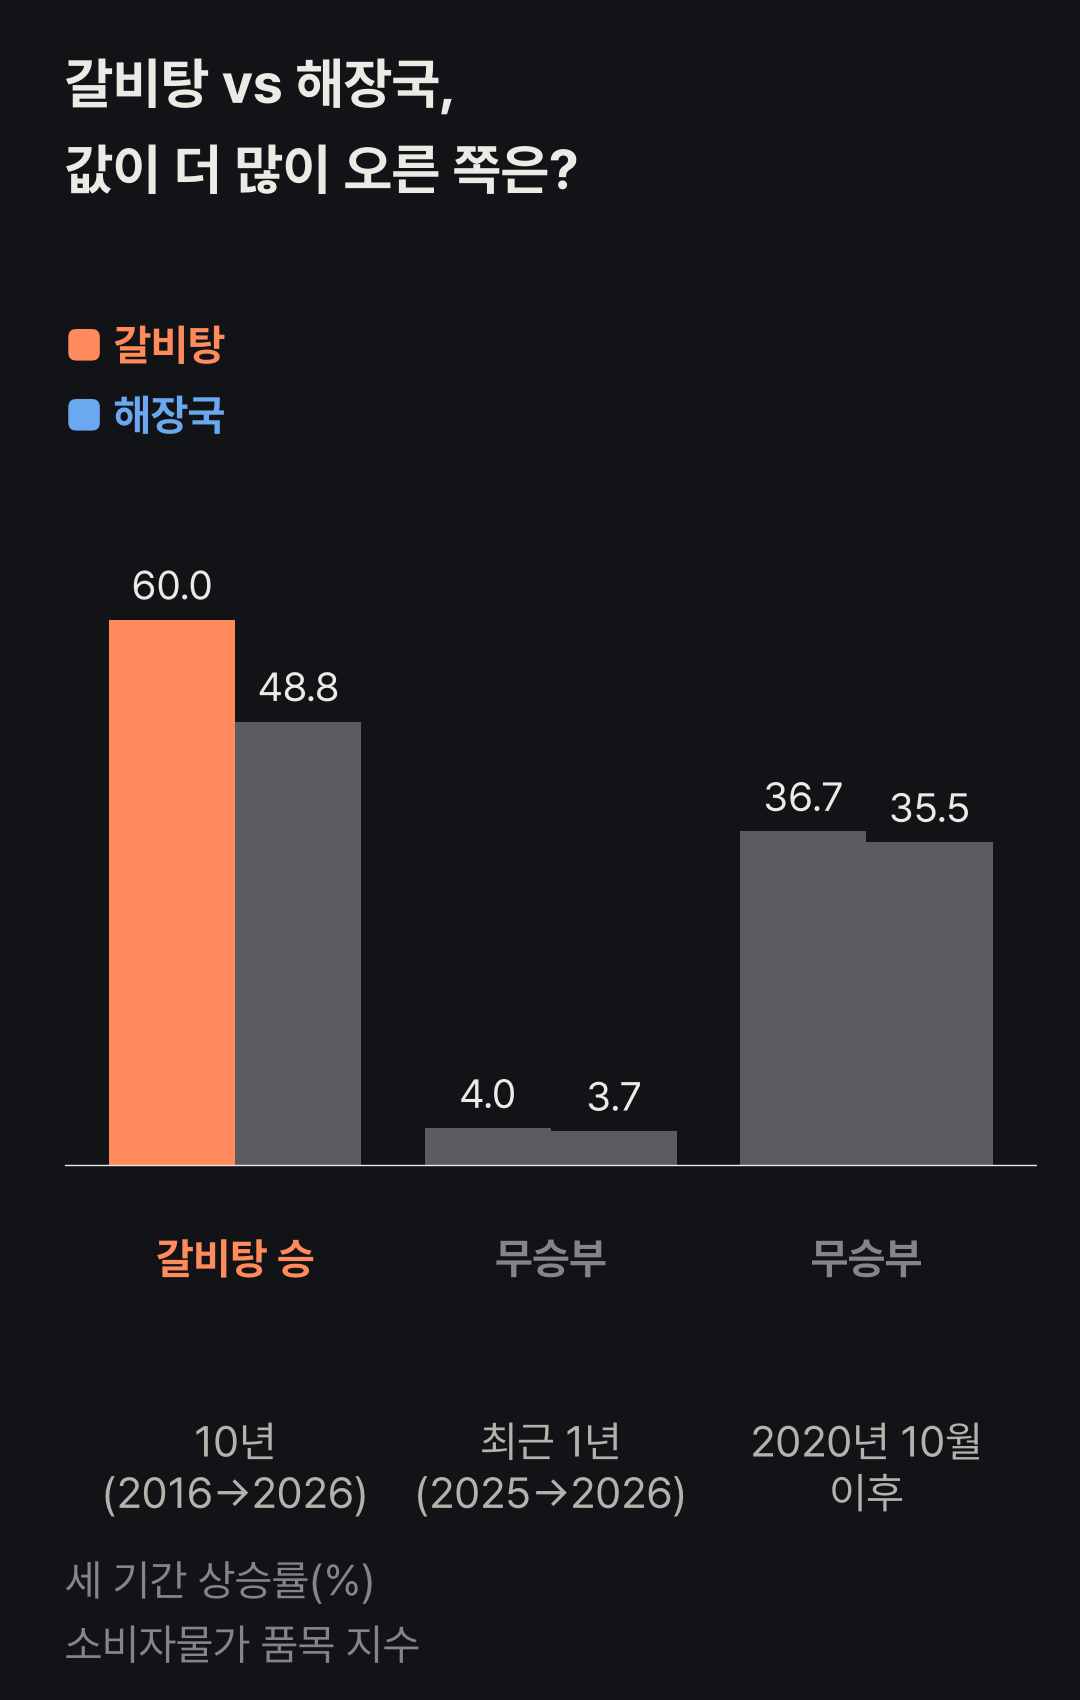 갈비탕 vs 해장국,
값이 더 많이 오른 쪽은?
갈비탕
해장국
60.0
48.8
4.0
3.7
36.7
35.5
갈비탕 승
무승부
무승부
10년
(2016→2026)
최근 1년
(2025→2026)
2020년 10월
이후
세 기간 상승률(%)
소비자물가 품목 지수